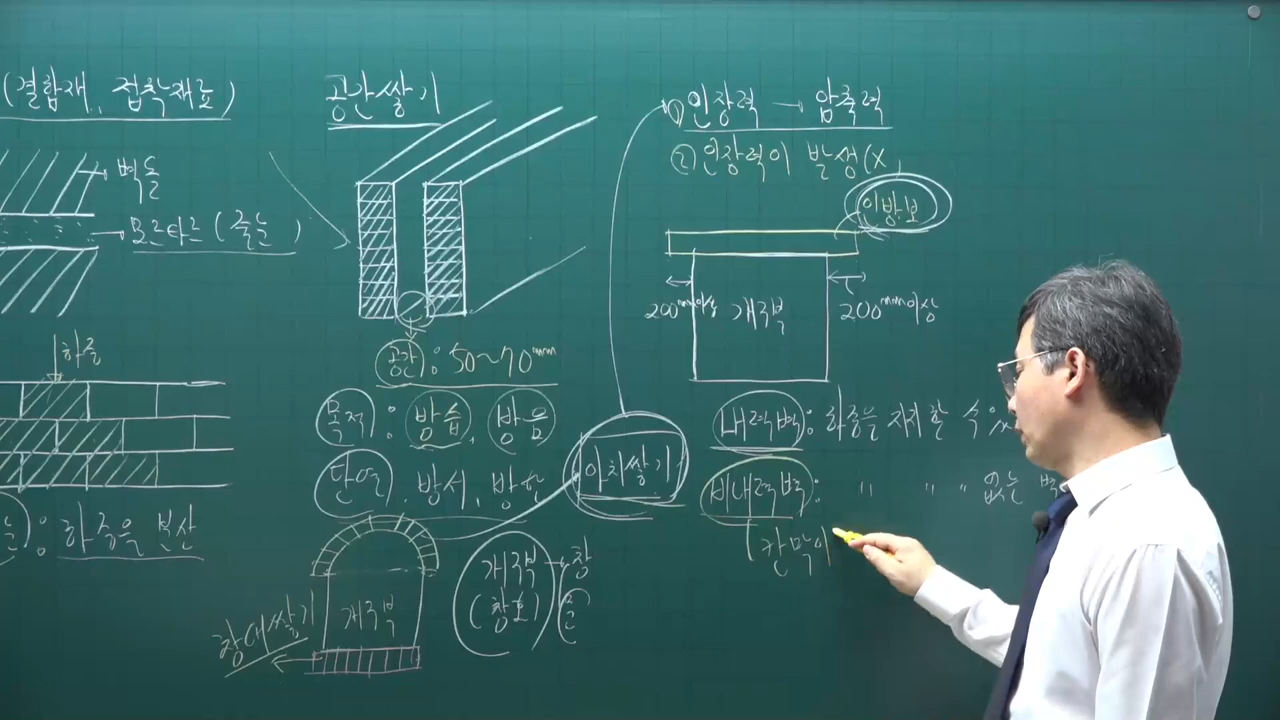 (결합재, 접착재료)
벽돌
모르타르 (줄눈)
하중
하중을 분산
공간쌓기
공간: 50~70mm
목적: 방습, 방음
단열, 방서, 방한
개구부
창대쌓기
개구부 → 창
(창호)
아치쌓기
① 인장력 → 압축력
② 인장력이 발생(X
인방보
200mm이상
개구부
200mm이상
내력벽: 하중을 지지할 수 있
비내력벽: " " " 없는 벽
칸막이